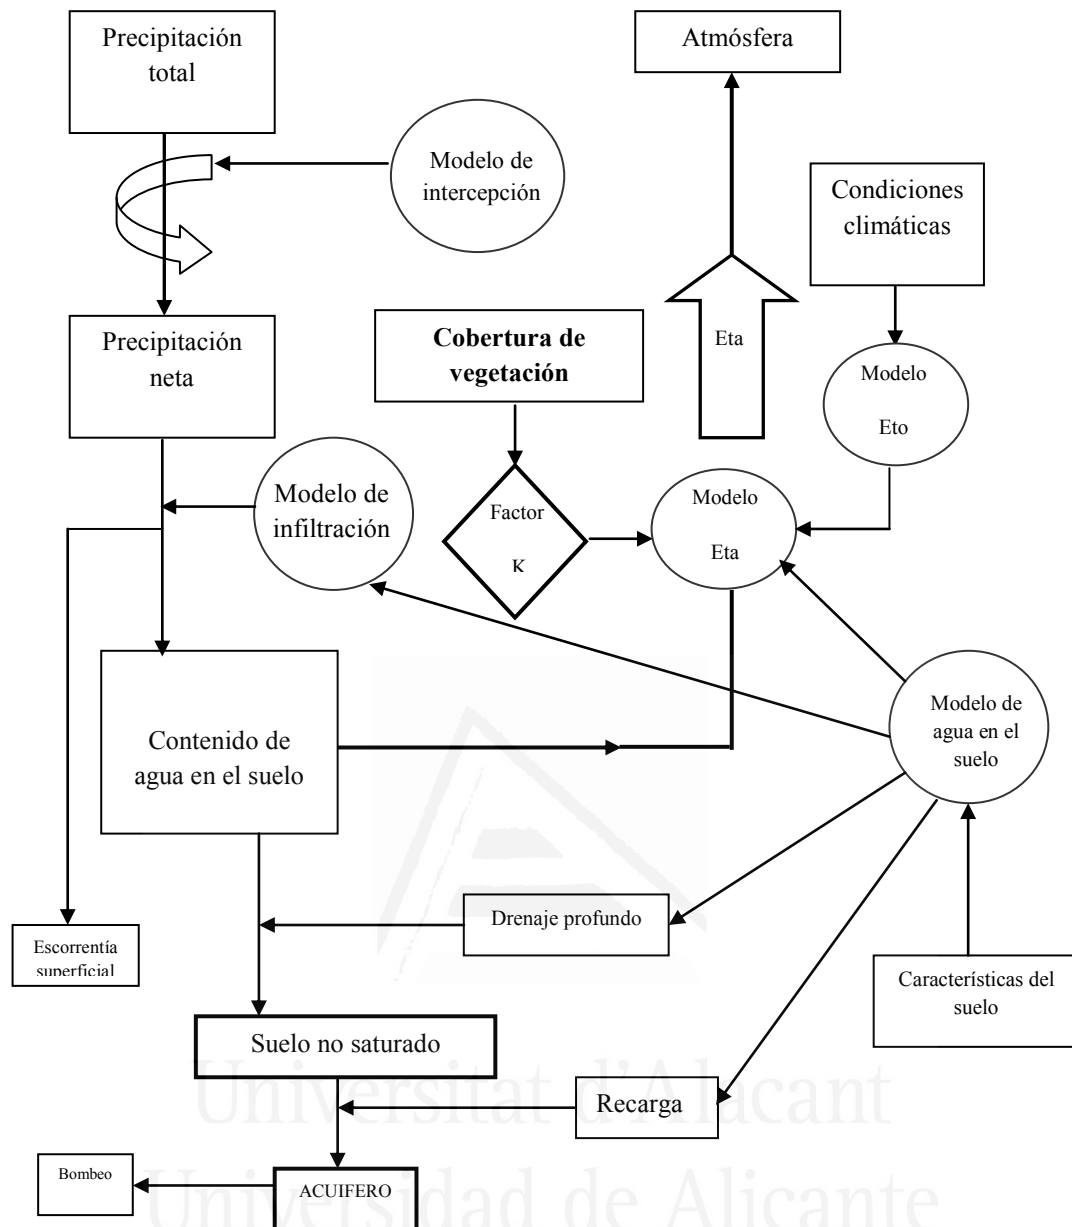 Precipitación
total
Atmósfera
Modelo de
intercepción
Condiciones
climáticas
Precipitación
neta
Cobertura de
vegetación
Eta
Modelo
Eto
Modelo de
infiltración
Factor
K
Modelo
Eta
Contenido de
agua en el suelo
Modelo de
agua en el
suelo
Drenaje profundo
Escorrentía
superficial
Característícas del
suelo
Suelo no saturado
Recarga
Bombeo
ACUIFERO
Universitat d'Alacant
Universidad de Alicante